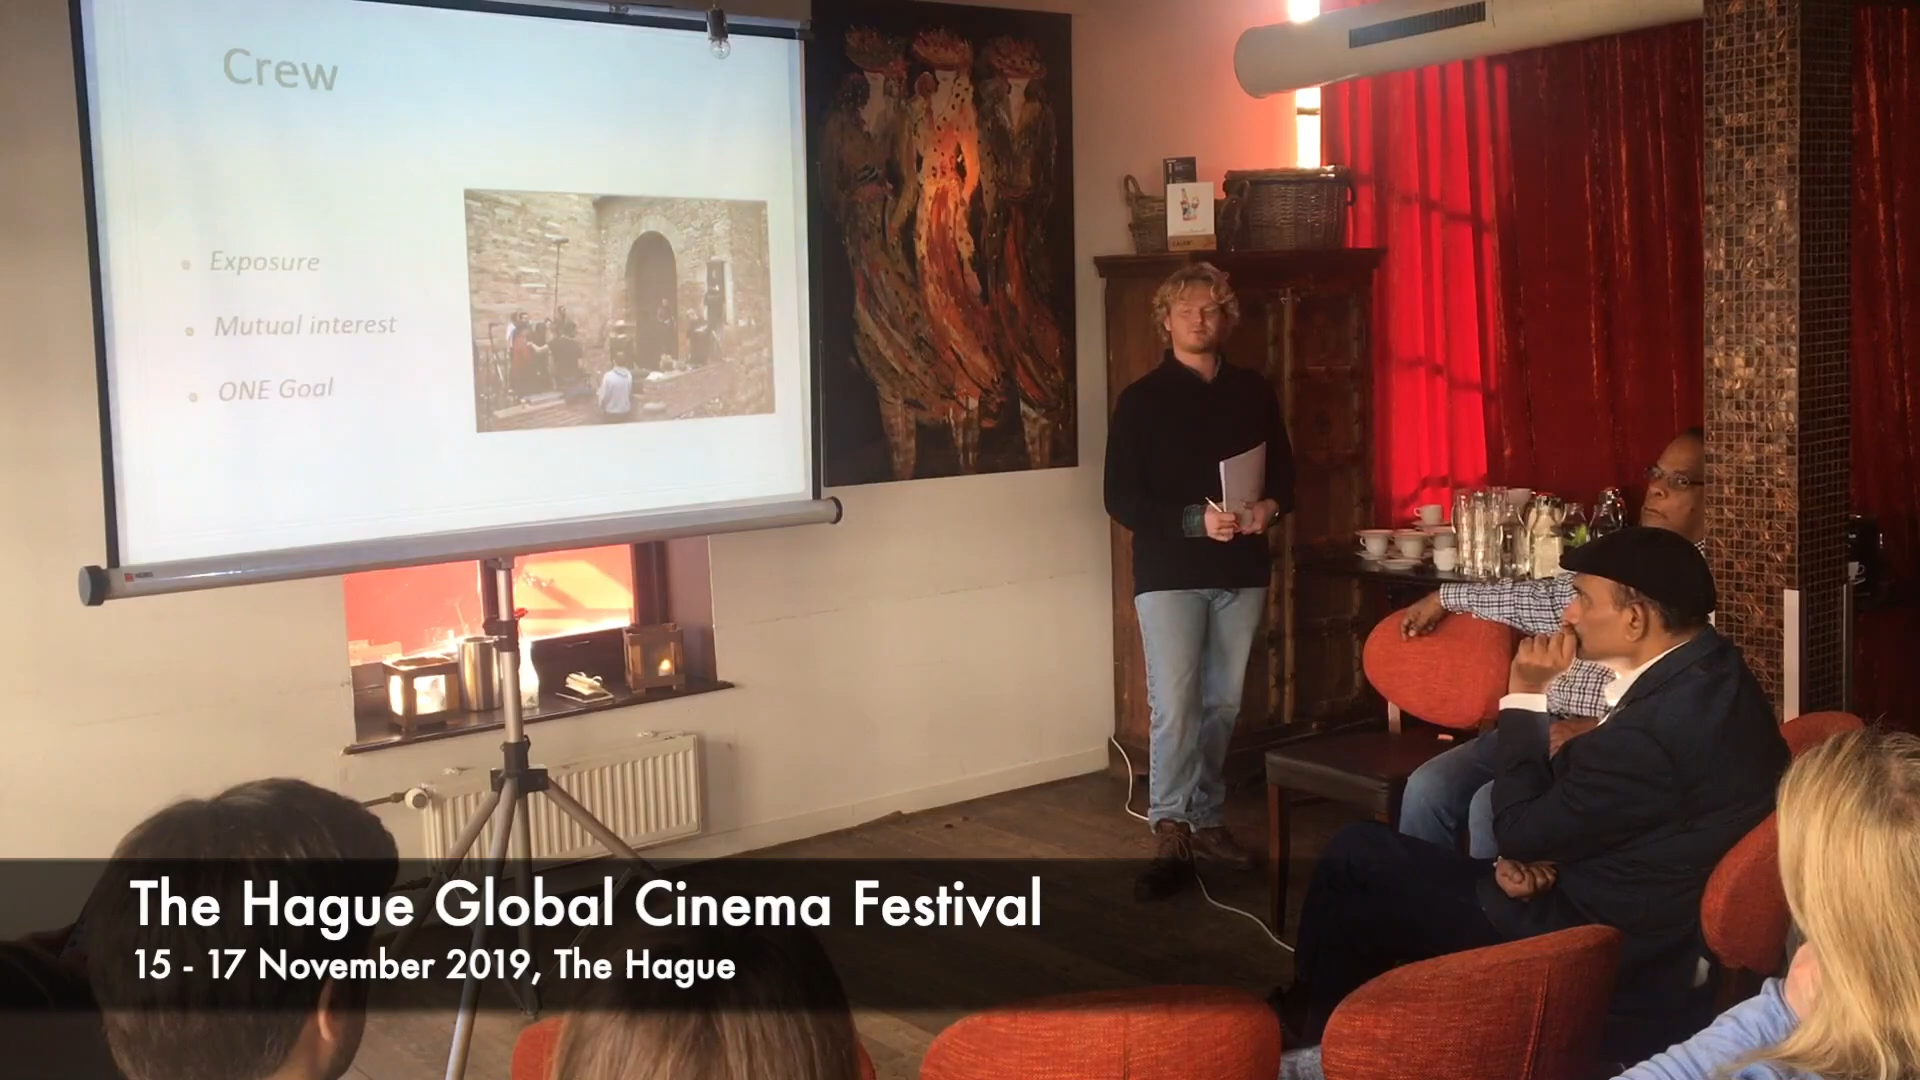 Crew
Exposure
Mutual interest
ONE Goal
The Hague Global Cinema Festival
15 - 17 November 2019, The Hague